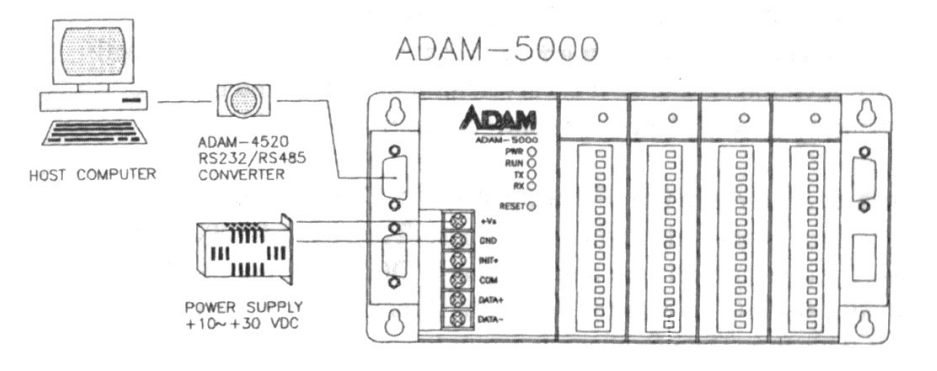 ADAM-5000
ADAM-4520
RS232/RS485
CONVERTER
HOST COMPUTER
POWER SUPPLY
+10~+30 VDC
ADAM
ADAM-5000
PWR
RUN
TX
RX
RESET
+Vs
GND
INIT+
COM
DATA+
DATA-